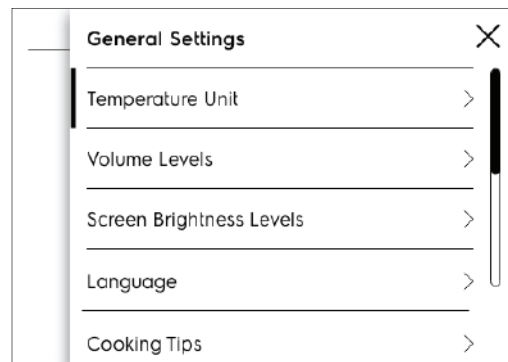 General Settings
Temperature Unit
Volume Levels
Screen Brightness Levels
Language
Cooking Tips